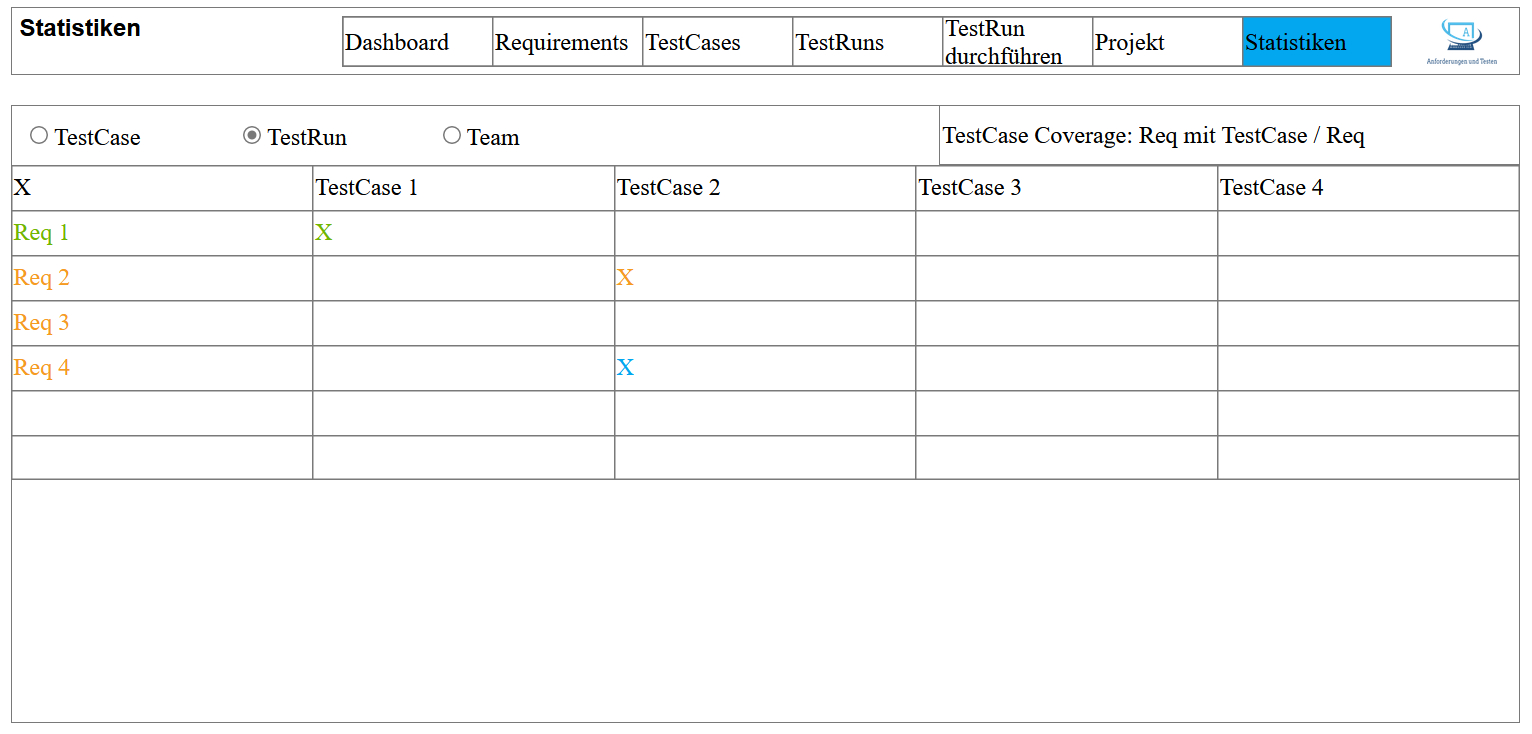 Statistiken
Dashboard
Requirements
TestCases
TestRuns
TestRun
durchführen
Projekt
Statistiken
A
Anforderungen und Testen
TestCase
TestRun
Team
TestCase Coverage: Req mit TestCase / Req
X TestCase 1 TestCase 2 TestCase 3 TestCase 4
Req 1 X
Req 2 X
Req 3
Req 4 X